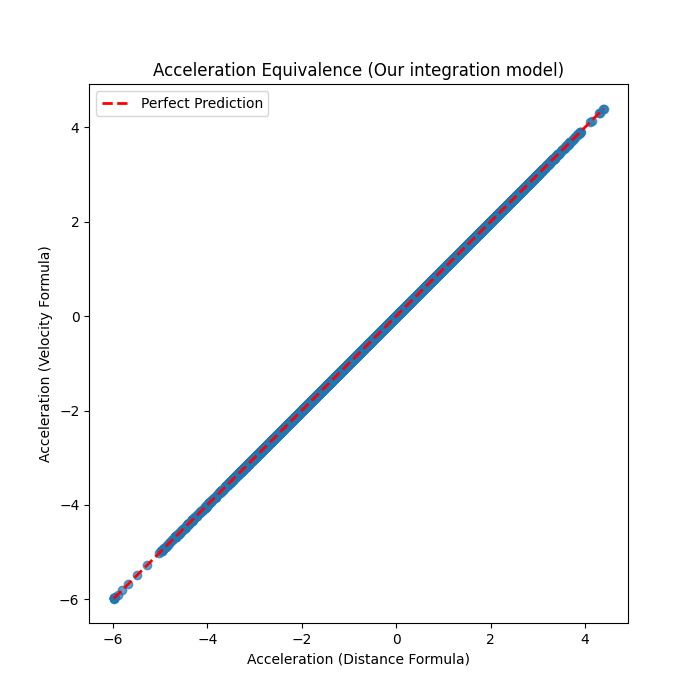 Acceleration Equivalence (Our integration model)
Perfect Prediction
4
2
0
−2
−4
−6
Acceleration (Velocity Formula)
−6 −4 −2 0 2 4
Acceleration (Distance Formula)